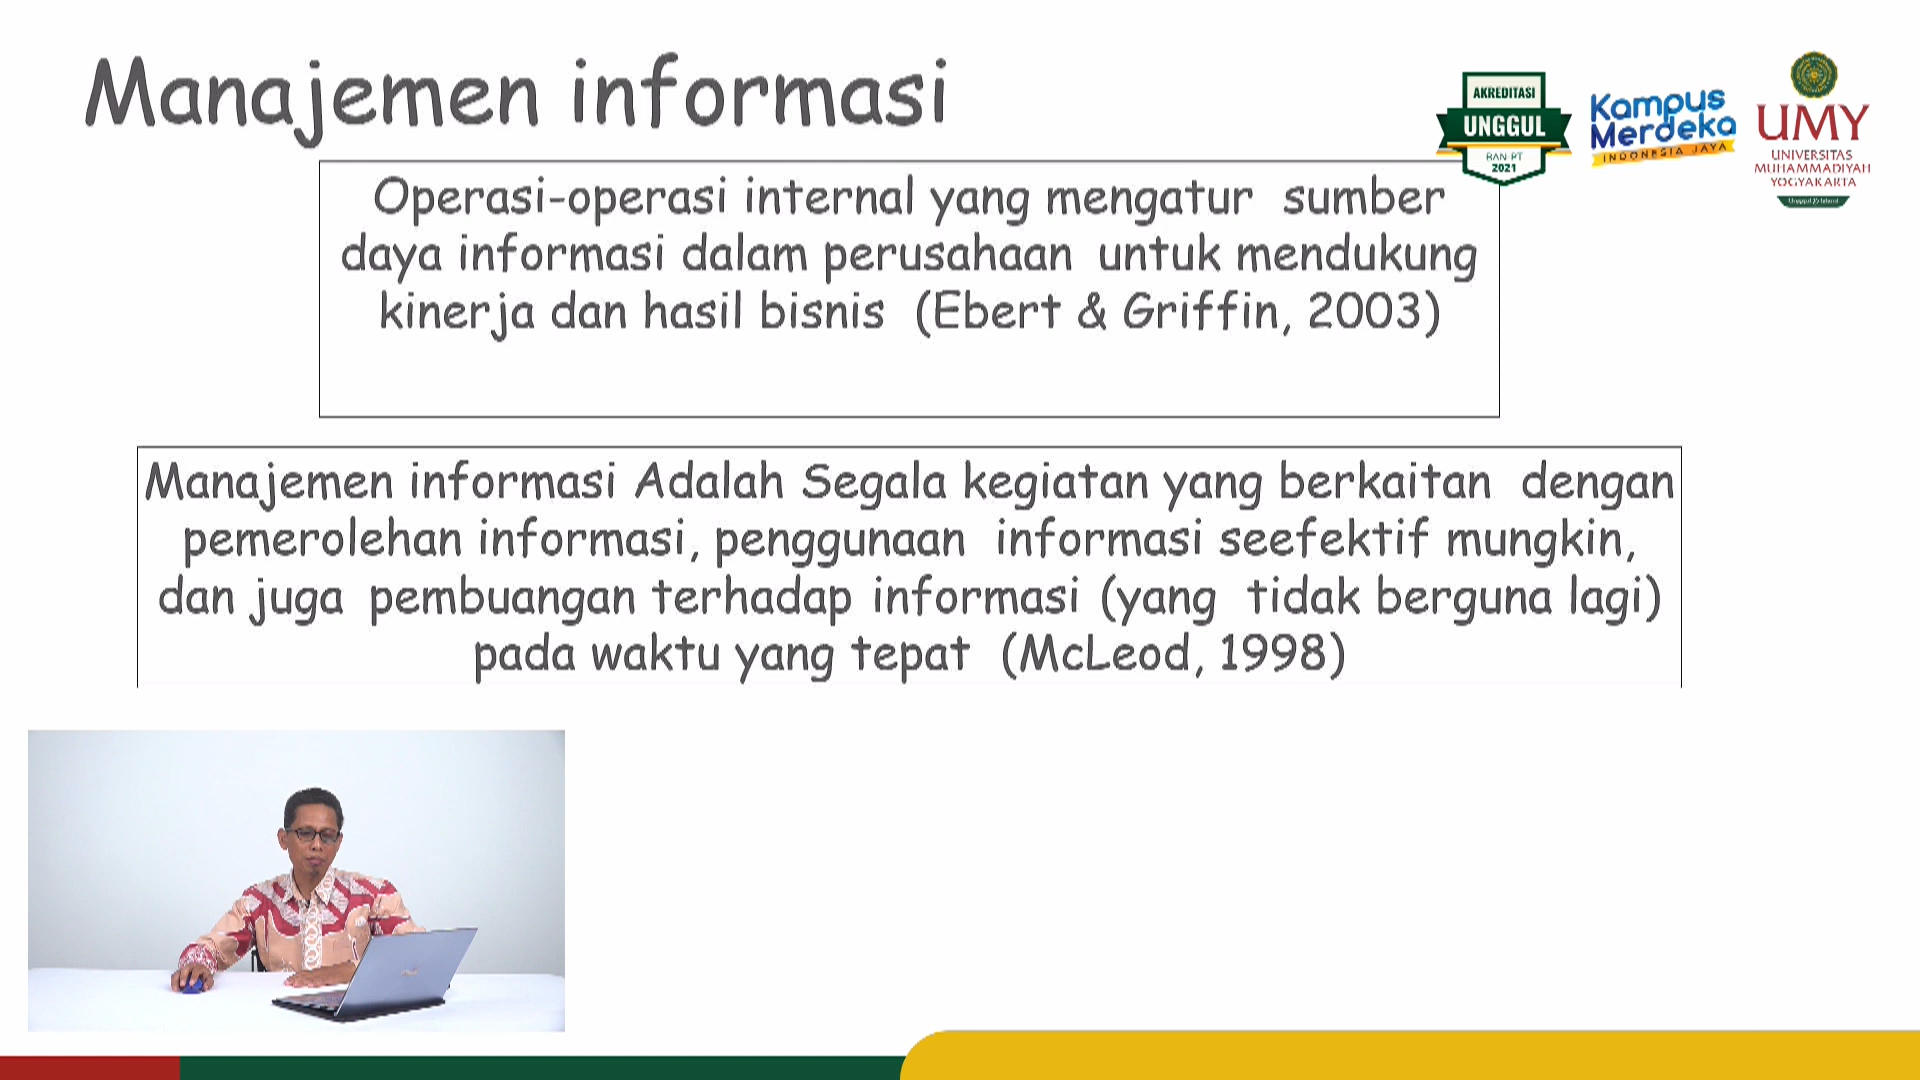 Manajemen informasi
AKREDITASI
UNGGUL
BAN-PT
2021
Kampus
Merdeka
INDONESIA JAYA
UMY
UNIVERSITAS
MUHAMMADIYAH
YOGYAKARTA
Operasi-operasi internal yang mengatur sumber
daya informasi dalam perusahaan untuk mendukung
kinerja dan hasil bisnis (Ebert & Griffin, 2003)
Manajemen informasi Adalah Segala kegiatan yang berkaitan dengan
pemerolehan informasi, penggunaan informasi seefektif mungkin,
dan juga pembuangan terhadap informasi (yang tidak berguna lagi)
pada waktu yang tepat (McLeod, 1998)